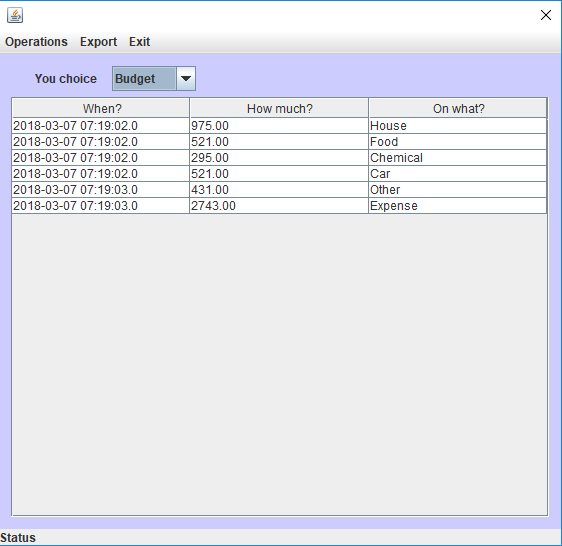 Operations Export Exit
You choice Budget
When? How much? On what?
2018-03-07 07:19:02.0 975.00 House
2018-03-07 07:19:02.0 521.00 Food
2018-03-07 07:19:02.0 295.00 Chemical
2018-03-07 07:19:02.0 521.00 Car
2018-03-07 07:19:03.0 431.00 Other
2018-03-07 07:19:03.0 2743.00 Expense
Status